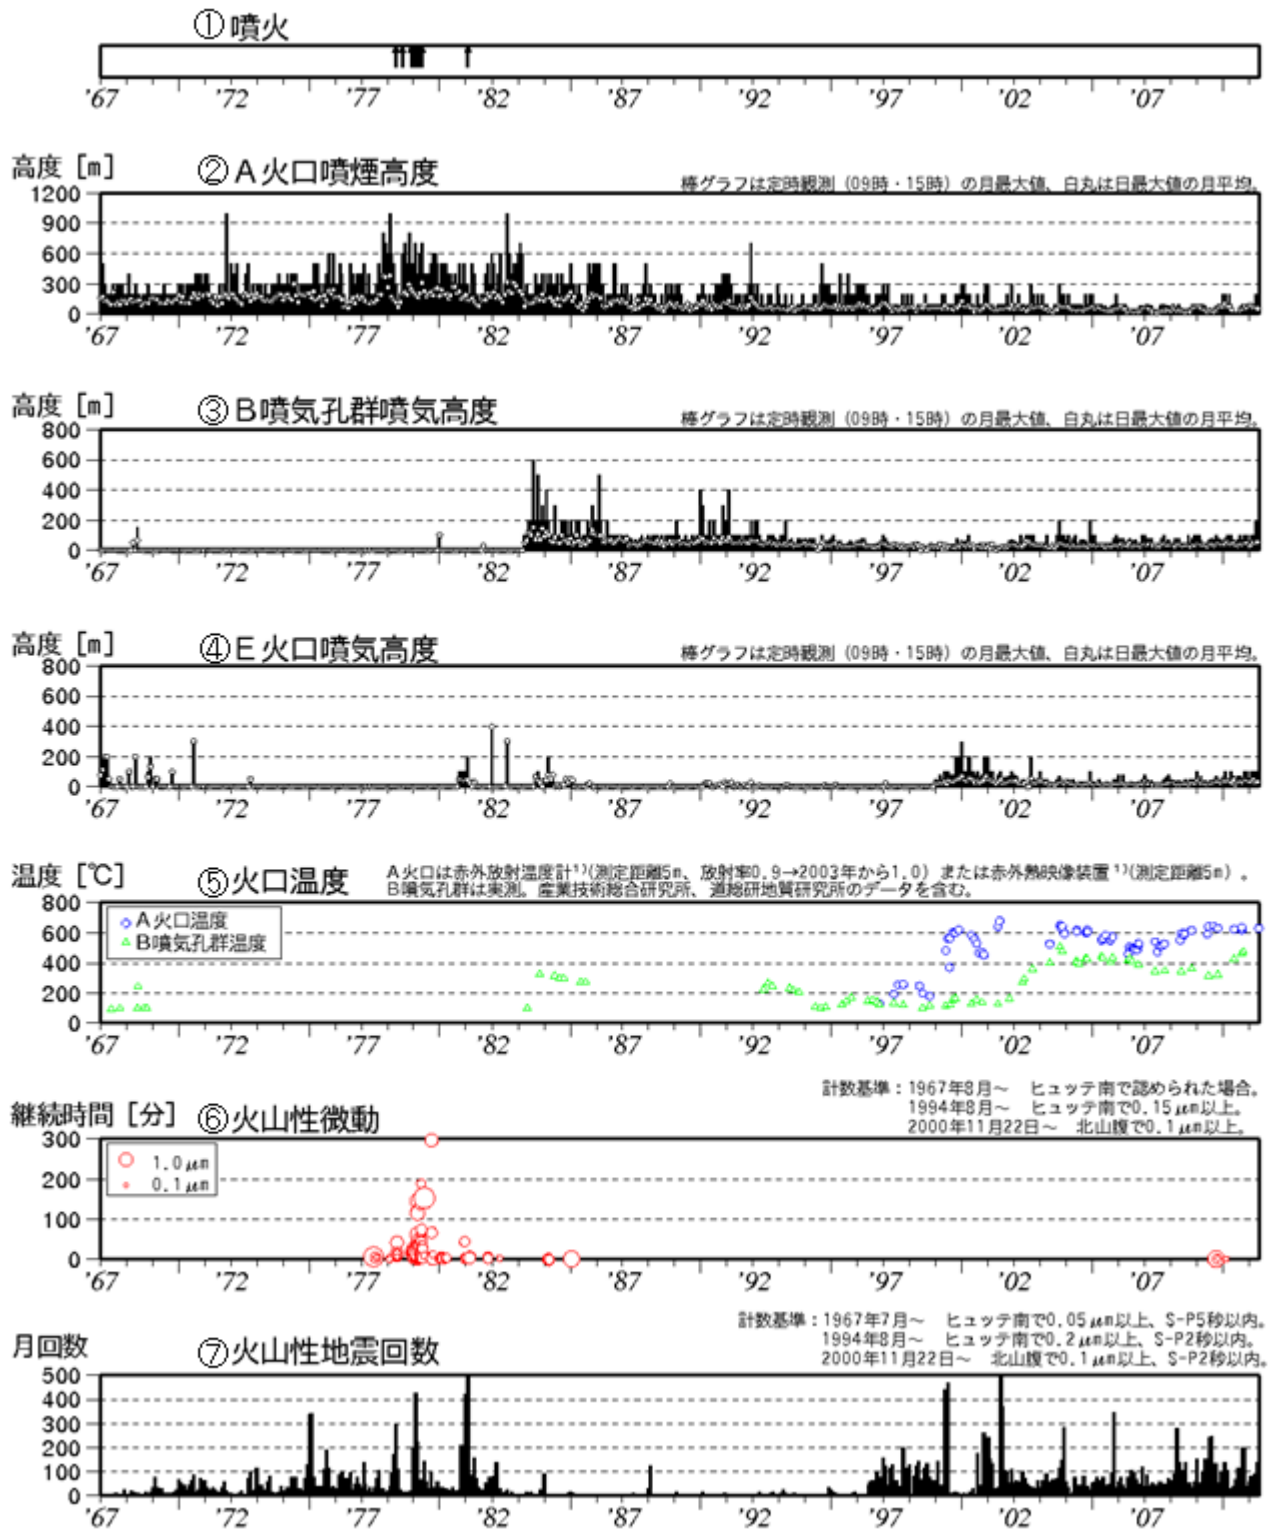 ①噴火
'67 '72 '77 '82 '87 '92 '97 '02 '07
高度 [m] ②A火口噴煙高度
棒グラフは定時観測（09時・15時）の月最大値、白丸は日最大値の月平均。
1200
900
600
300
0
'67 '72 '77 '82 '87 '92 '97 '02 '07
高度 [m] ③B噴気孔群噴気高度
棒グラフは定時観測（09時・15時）の月最大値、白丸は日最大値の月平均。
800
600
400
200
0
'67 '72 '77 '82 '87 '92 '97 '02 '07
高度 [m] ④E火口噴気高度
棒グラフは定時観測（09時・15時）の月最大値、白丸は日最大値の月平均。
800
600
400
200
0
'67 '72 '77 '82 '87 '92 '97 '02 '07
温度 [℃] ⑤火口温度
A火口は赤外放射温度計¹⁾(測定距離5m、放射率0.9→2003年から1.0）または赤外熱映像装置¹⁾(測定距離5m）。
B噴気孔群は実測。産業技術総合研究所、道総研地質研究所のデータを含む。
800
A火口温度
B噴気孔群温度
600
400
200
0
'67 '72 '77 '82 '87 '92 '97 '02 '07
継続時間 [分] ⑥火山性微動
計数基準：1967年8月～ ヒュッテ南で認められた場合。
1994年8月～ ヒュッテ南で0.15μm以上。
2000年11月22日～ 北山腹で0.1μm以上。
300
1.0μm
0.1μm
200
100
0
'67 '72 '77 '82 '87 '92 '97 '02 '07
月回数 ⑦火山性地震回数
計数基準：1967年7月～ ヒュッテ南で0.05μm以上、S-P5秒以内。
1994年8月～ ヒュッテ南で0.2μm以上、S-P2秒以内。
2000年11月22日～ 北山腹で0.1μm以上、S-P2秒以内。
500
400
300
200
100
0
'67 '72 '77 '82 '87 '92 '97 '02 '07